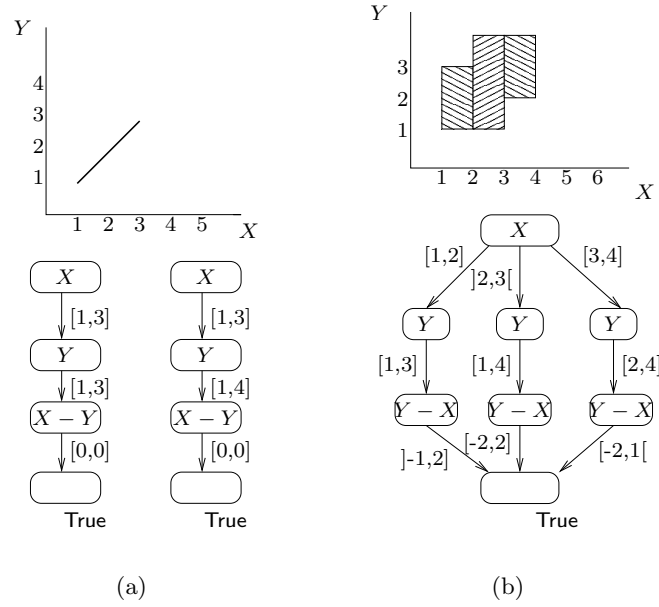 Y
4
3
2
1
1 2 3 4 5
X
X X
[1,3] [1,3]
Y Y
[1,3] [1,4]
X − Y X − Y
[0,0] [0,0]
True True
(a)
Y
3
2
1
1 2 3 4 5 6
X
X
[1,2] ]2,3[ [3,4]
Y Y Y
[1,3] [1,4] [2,4]
Y − X Y − X Y − X
]-1,2] [-2,2] [-2,1[
True
(b)